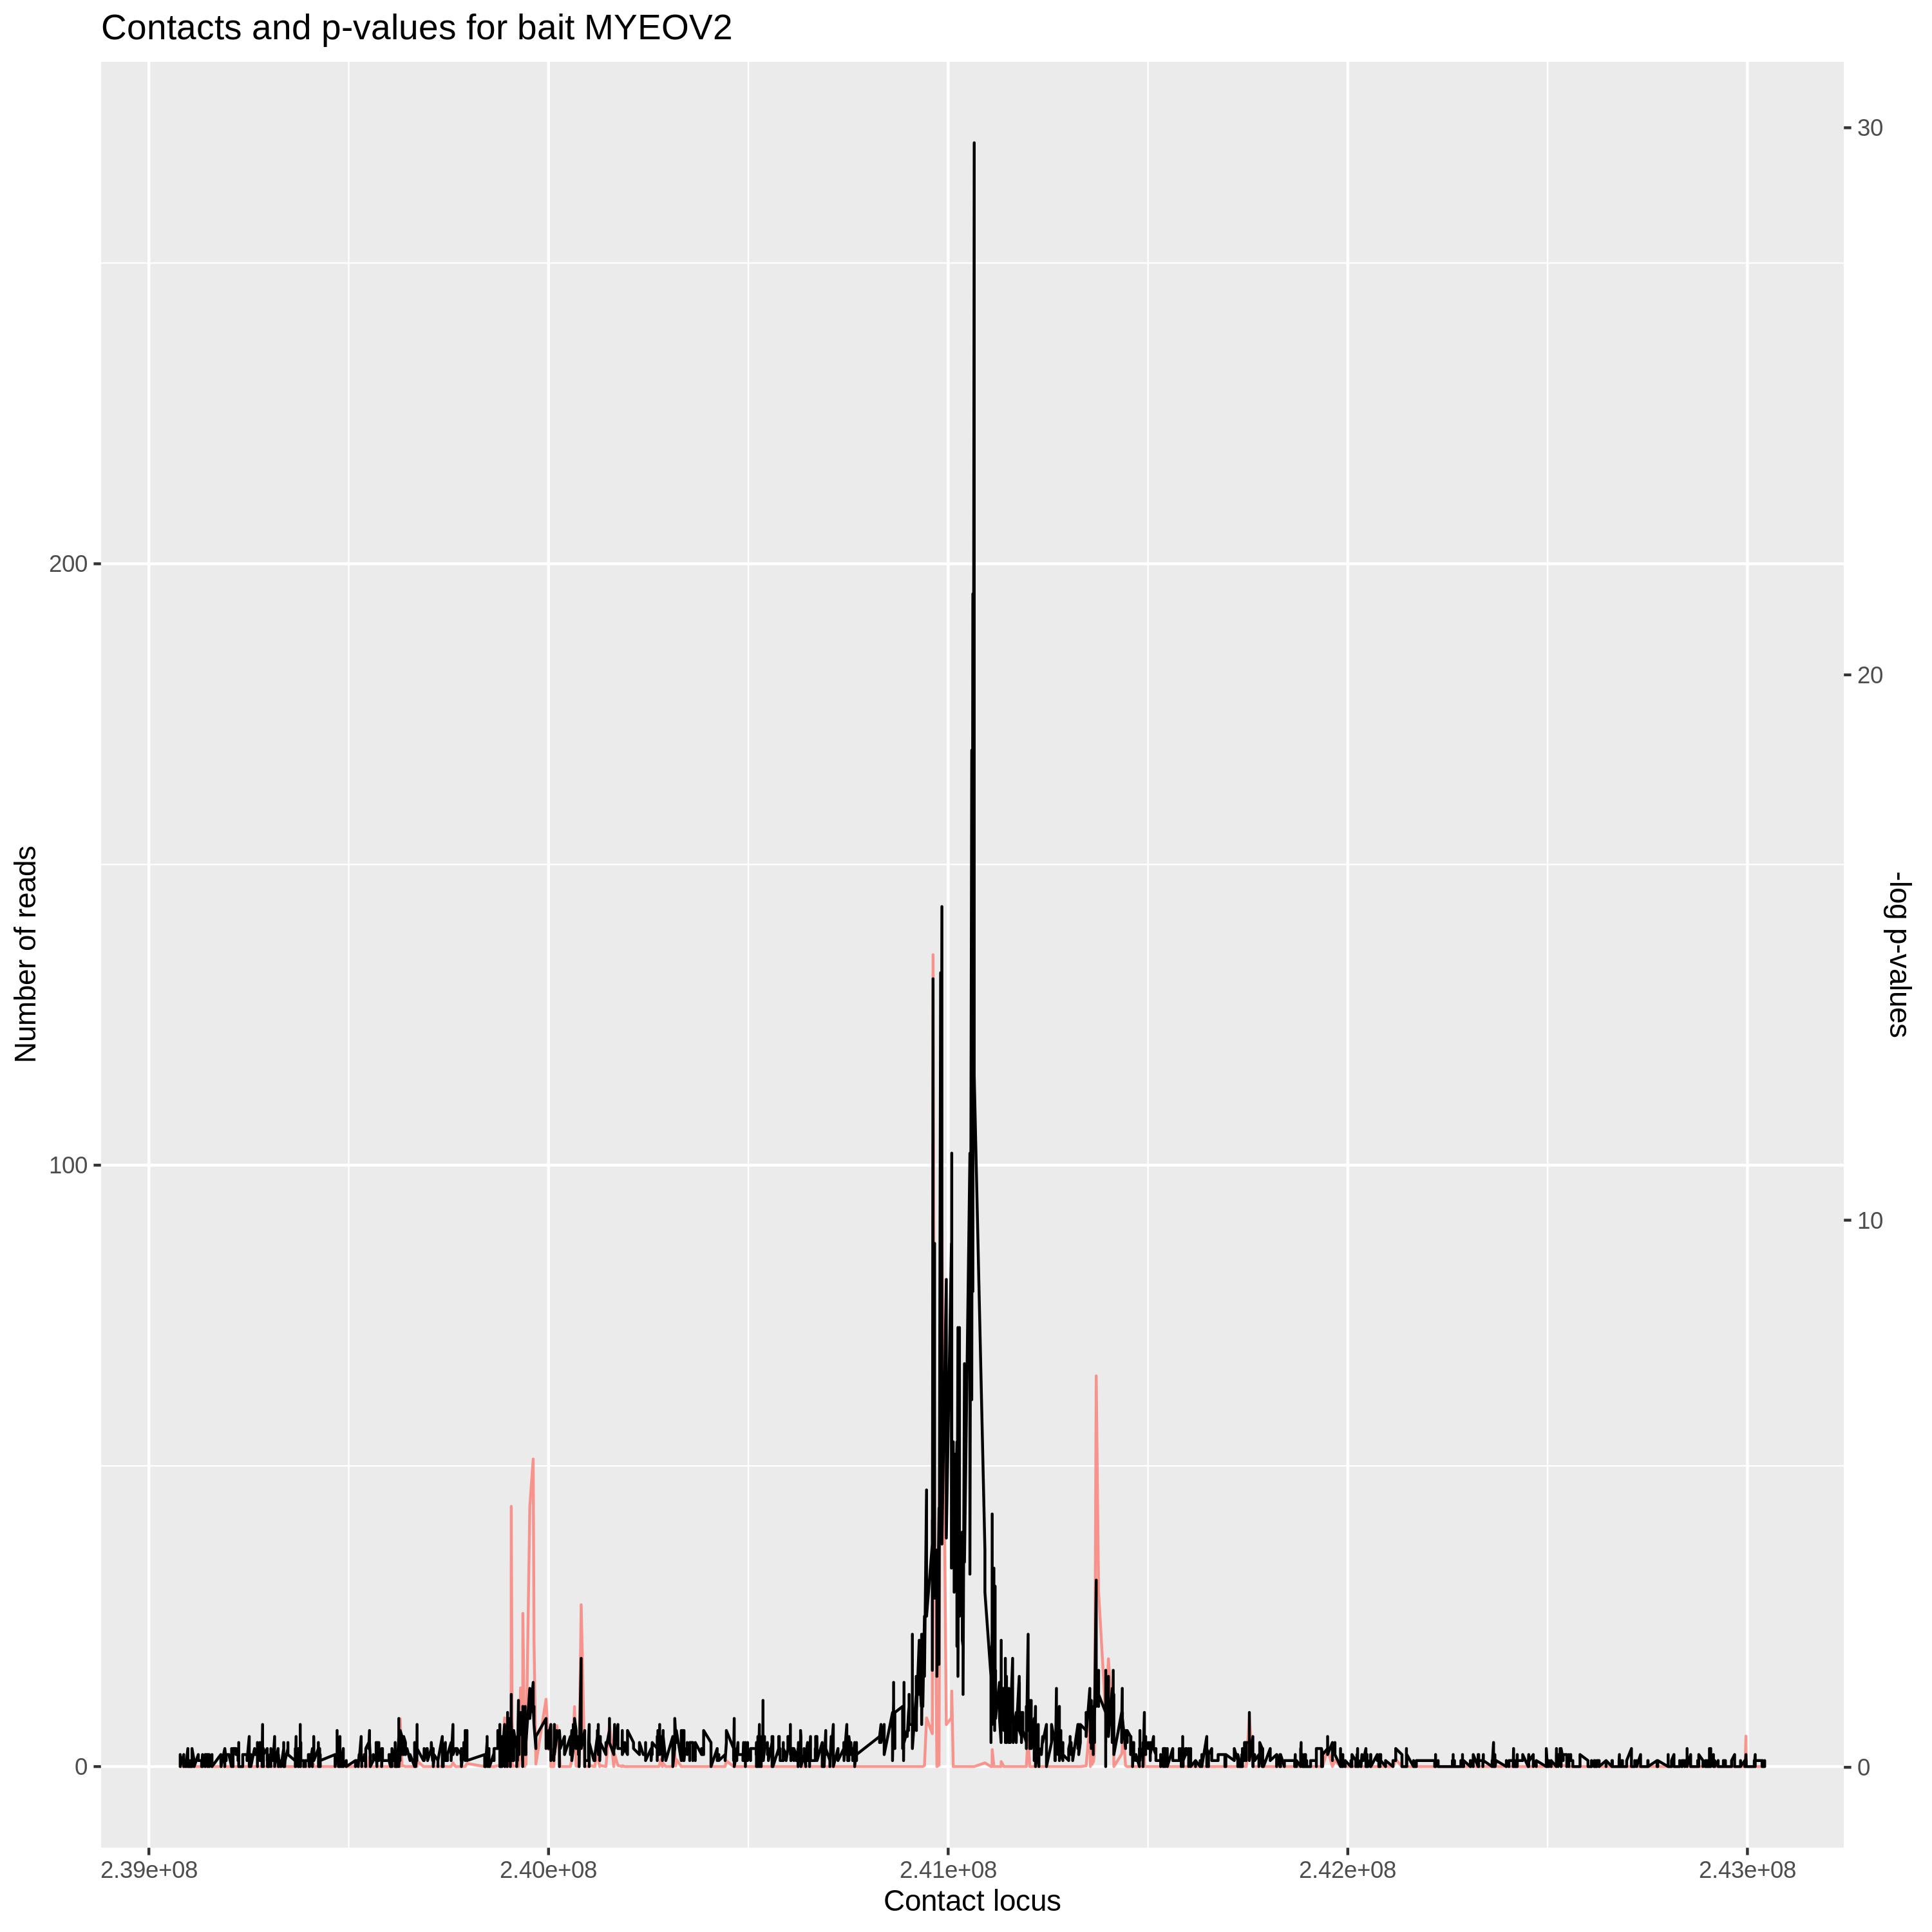 Contacts and p-values for bait MYEOV2
Number of reads
200
100
0
30
20
10
0
-log p-values
2.39e+08
2.40e+08
2.41e+08
2.42e+08
2.43e+08
Contact locus